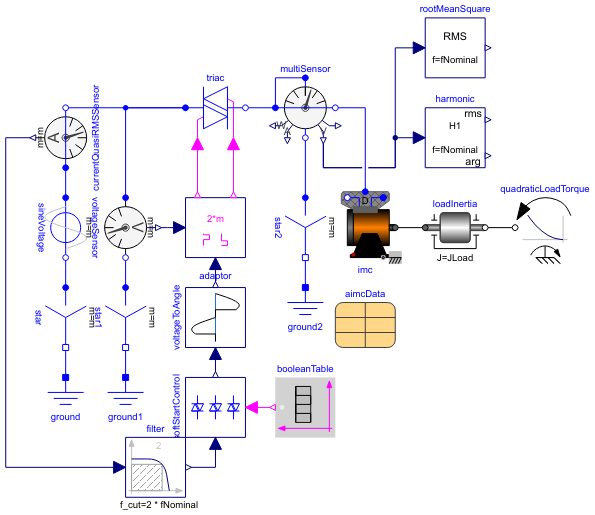 rootMeanSquare
RMS
f=fNominal
triac
multiSensor
harmonic
rms
H1
f=fNominal
arg
currentQuasiRMSSensor
m=m
A
sineVoltage
m=m
voltageSensor
V
m=m
2*m
adaptor
star
m=m
star1
m=m
star2
m=m
D
imc
loadInertia
J=JLoad
quadraticLoadTorque
voltageToAngle
ground2
aimcData
ground
ground1
softStartControl
booleanTable
filter
2
f_cut=2 * fNominal